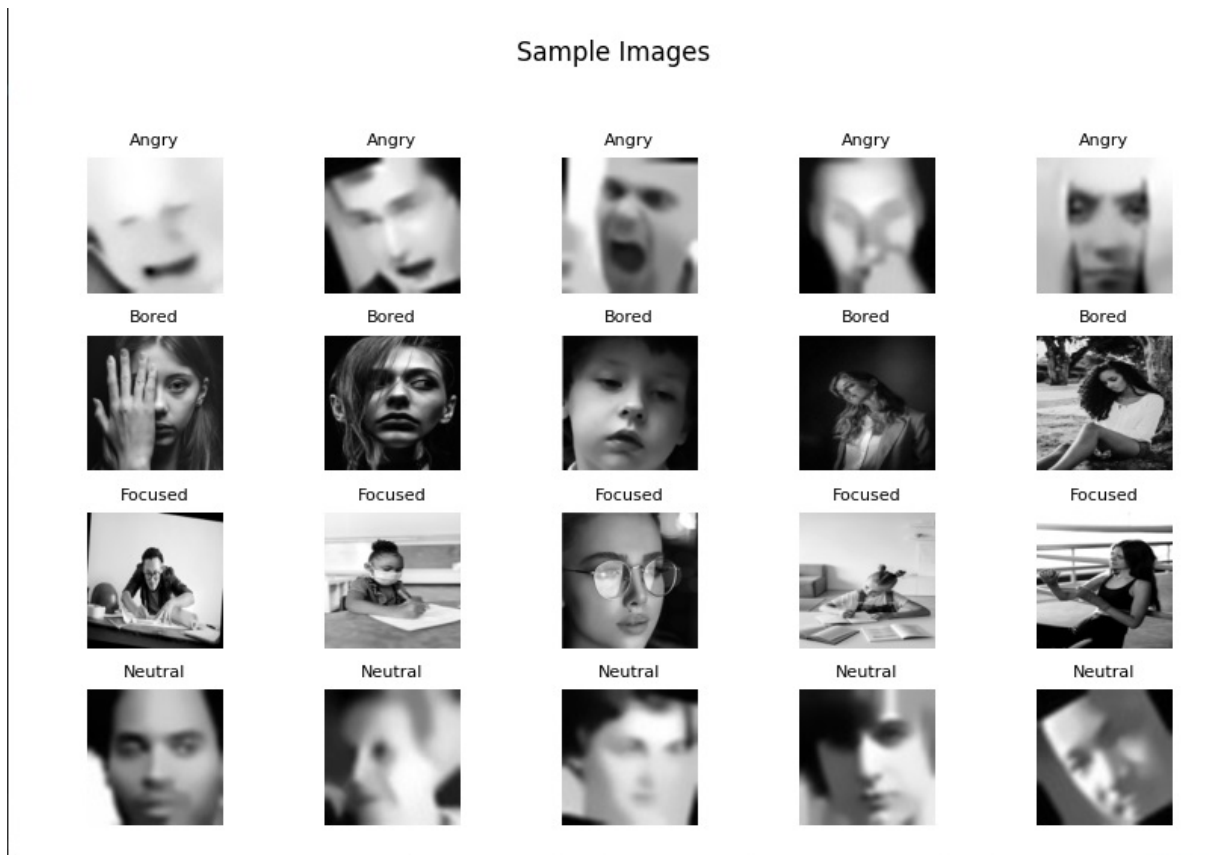 Sample Images
Angry Angry Angry Angry Angry
Bored Bored Bored Bored Bored
Focused Focused Focused Focused Focused
Neutral Neutral Neutral Neutral Neutral